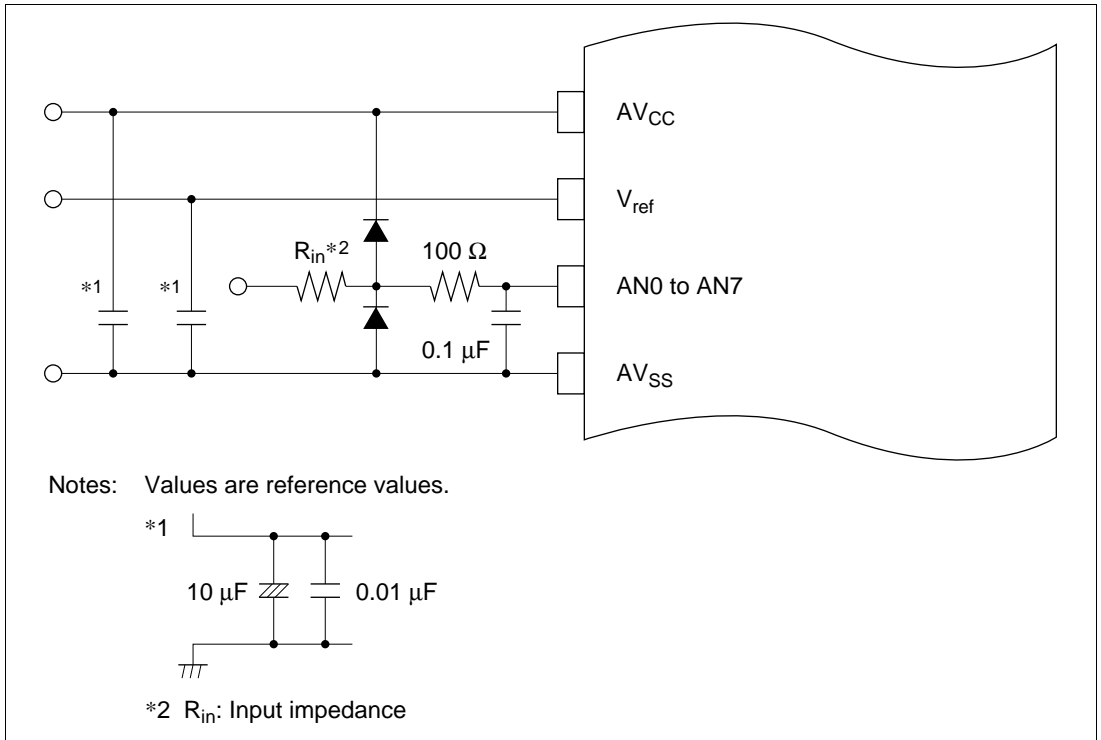 AVCC
Vref
Rin*2
100 Ω
*1
*1
AN0 to AN7
0.1 μF
AVSS
Notes: Values are reference values.
*1
10 μF
0.01 μF
*2 Rin: Input impedance